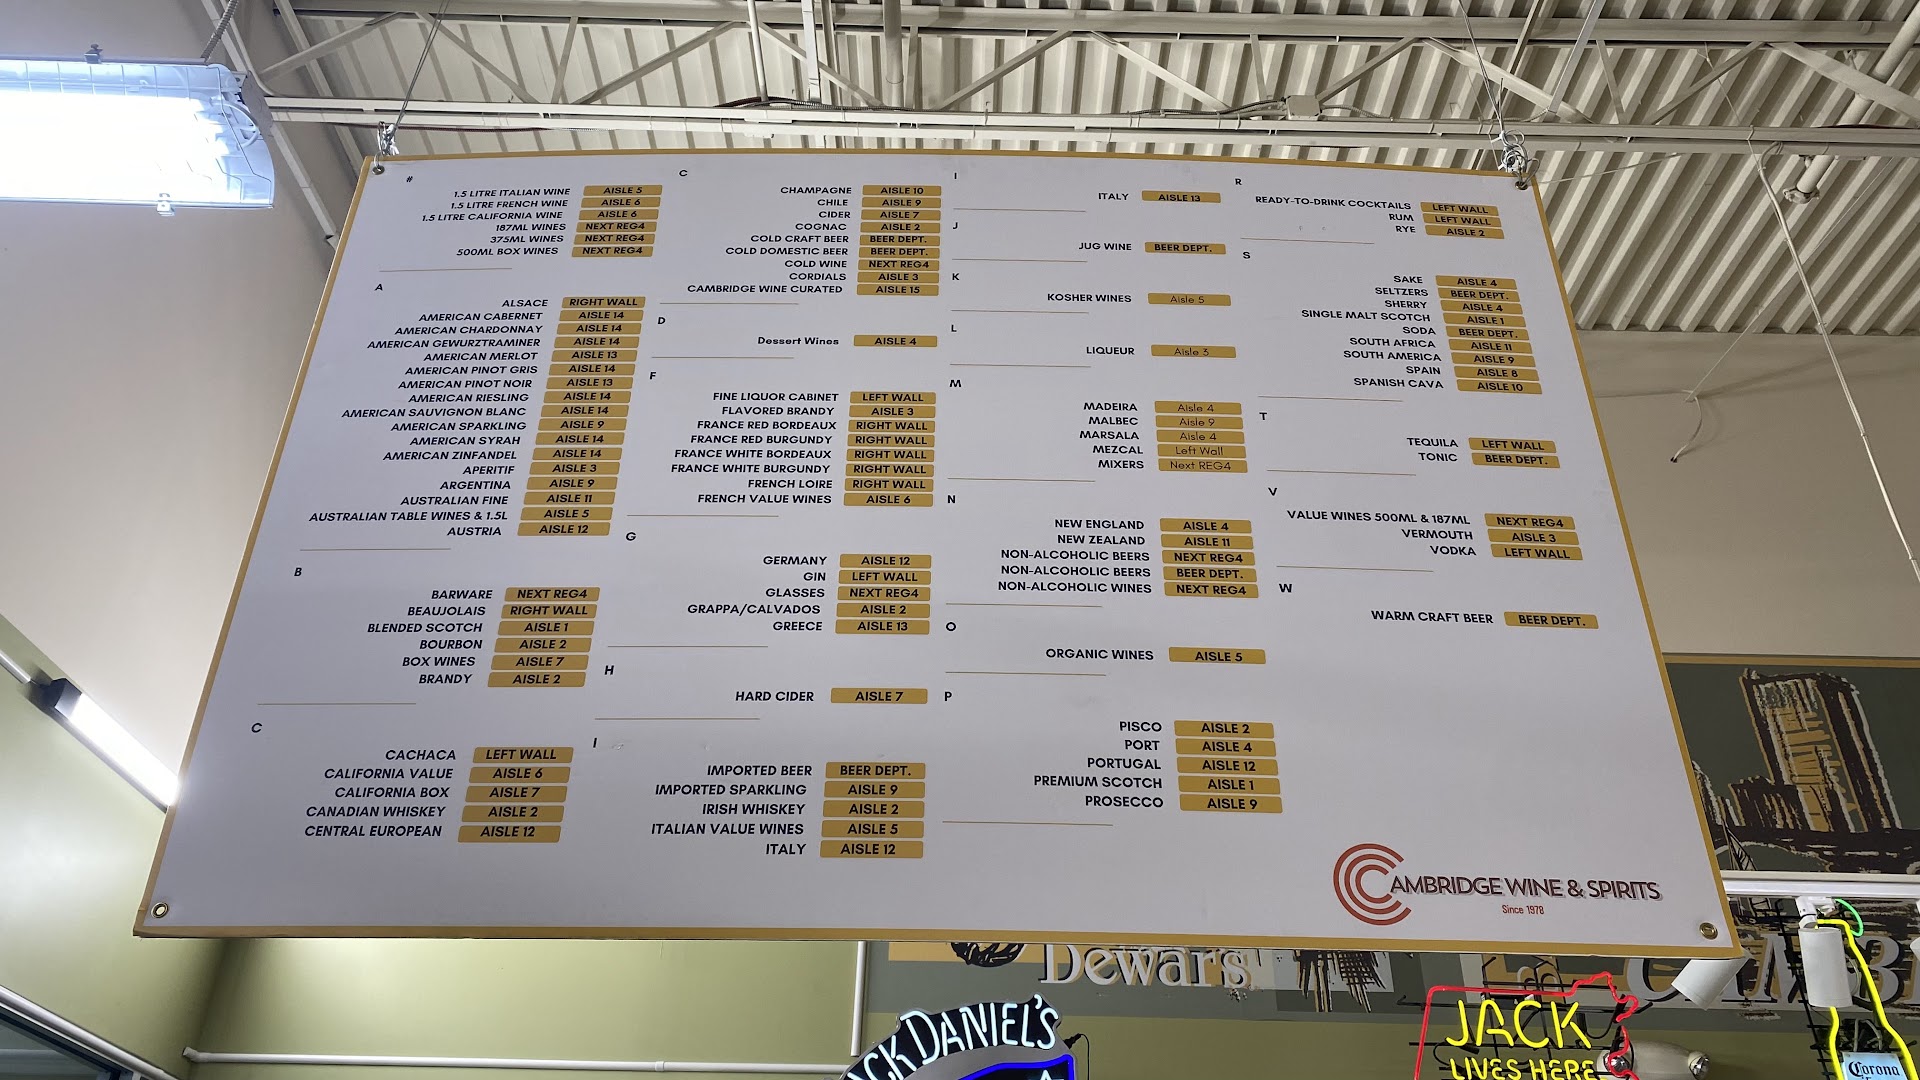 #
1.5 LITRE ITALIAN WINE AISLE 5
1.5 LITRE FRENCH WINE AISLE 6
1.5 LITRE CALIFORNIA WINE AISLE 6
187ML WINES NEXT REG4
375ML WINES NEXT REG4
500ML BOX WINES NEXT REG4
A
ALSACE RIGHT WALL
AMERICAN CABERNET AISLE 14
AMERICAN CHARDONNAY AISLE 14
AMERICAN GEWURZTRAMINER AISLE 14
AMERICAN MERLOT AISLE 13
AMERICAN PINOT GRIS AISLE 14
AMERICAN PINOT NOIR AISLE 13
AMERICAN RIESLING AISLE 14
AMERICAN SAUVIGNON BLANC AISLE 14
AMERICAN SPARKLING AISLE 9
AMERICAN SYRAH AISLE 14
AMERICAN ZINFANDEL AISLE 14
APERITIF AISLE 3
ARGENTINA AISLE 9
AUSTRALIAN FINE AISLE 11
AUSTRALIAN TABLE WINES & 1.5L AISLE 5
AUSTRIA AISLE 12
B
BARWARE NEXT REG4
BEAUJOLAIS RIGHT WALL
BLENDED SCOTCH AISLE 1
BOURBON AISLE 2
BOX WINES AISLE 7
BRANDY AISLE 2
C
CACHACA LEFT WALL
CALIFORNIA VALUE AISLE 6
CALIFORNIA BOX AISLE 7
CANADIAN WHISKEY AISLE 2
CENTRAL EUROPEAN AISLE 12
C
CHAMPAGNE AISLE 10
CHILE AISLE 9
CIDER AISLE 7
COGNAC AISLE 2
COLD CRAFT BEER BEER DEPT.
COLD DOMESTIC BEER BEER DEPT.
COLD WINE NEXT REG4
CORDIALS AISLE 3
CAMBRIDGE WINE CURATED AISLE 15
D
Dessert Wines AISLE 4
F
FINE LIQUOR CABINET LEFT WALL
FLAVORED BRANDY AISLE 3
FRANCE RED BORDEAUX RIGHT WALL
FRANCE RED BURGUNDY RIGHT WALL
FRANCE WHITE BORDEAUX RIGHT WALL
FRANCE WHITE BURGUNDY RIGHT WALL
FRENCH LOIRE RIGHT WALL
FRENCH VALUE WINES AISLE 6
G
GERMANY AISLE 12
GIN LEFT WALL
GLASSES NEXT REG4
GRAPPA/CALVADOS AISLE 2
GREECE AISLE 13
H
HARD CIDER AISLE 7
I
IMPORTED BEER BEER DEPT.
IMPORTED SPARKLING AISLE 9
IRISH WHISKEY AISLE 2
ITALIAN VALUE WINES AISLE 5
ITALY AISLE 12
I
ITALY AISLE 13
J
JUG WINE BEER DEPT.
K
KOSHER WINES Aisle 5
L
LIQUEUR Aisle 3
M
MADEIRA Aisle 4
MALBEC Aisle 9
MARSALA Aisle 4
MEZCAL Left Wall
MIXERS Next REG4
N
NEW ENGLAND AISLE 4
NEW ZEALAND AISLE 11
NON-ALCOHOLIC BEERS NEXT REG4
NON-ALCOHOLIC BEERS BEER DEPT.
NON-ALCOHOLIC WINES NEXT REG4
O
ORGANIC WINES AISLE 5
P
PISCO AISLE 2
PORT AISLE 4
PORTUGAL AISLE 12
PREMIUM SCOTCH AISLE 1
PROSECCO AISLE 9
R
READY-TO-DRINK COCKTAILS LEFT WALL
RUM LEFT WALL
RYE AISLE 2
S
SAKE AISLE 4
SELTZERS BEER DEPT.
SHERRY AISLE 4
SINGLE MALT SCOTCH AISLE 1
SODA BEER DEPT.
SOUTH AFRICA AISLE 11
SOUTH AMERICA AISLE 9
SPAIN AISLE 8
SPANISH CAVA AISLE 10
T
TEQUILA LEFT WALL
TONIC BEER DEPT.
V
VALUE WINES 500ML & 187ML NEXT REG4
VERMOUTH AISLE 3
VODKA LEFT WALL
W
WARM CRAFT BEER BEER DEPT.
CAMBRIDGE WINE & SPIRITS
Since 1978
Dewar's
JACK DANIEL'S
JACK
LIVES HERE
Corona